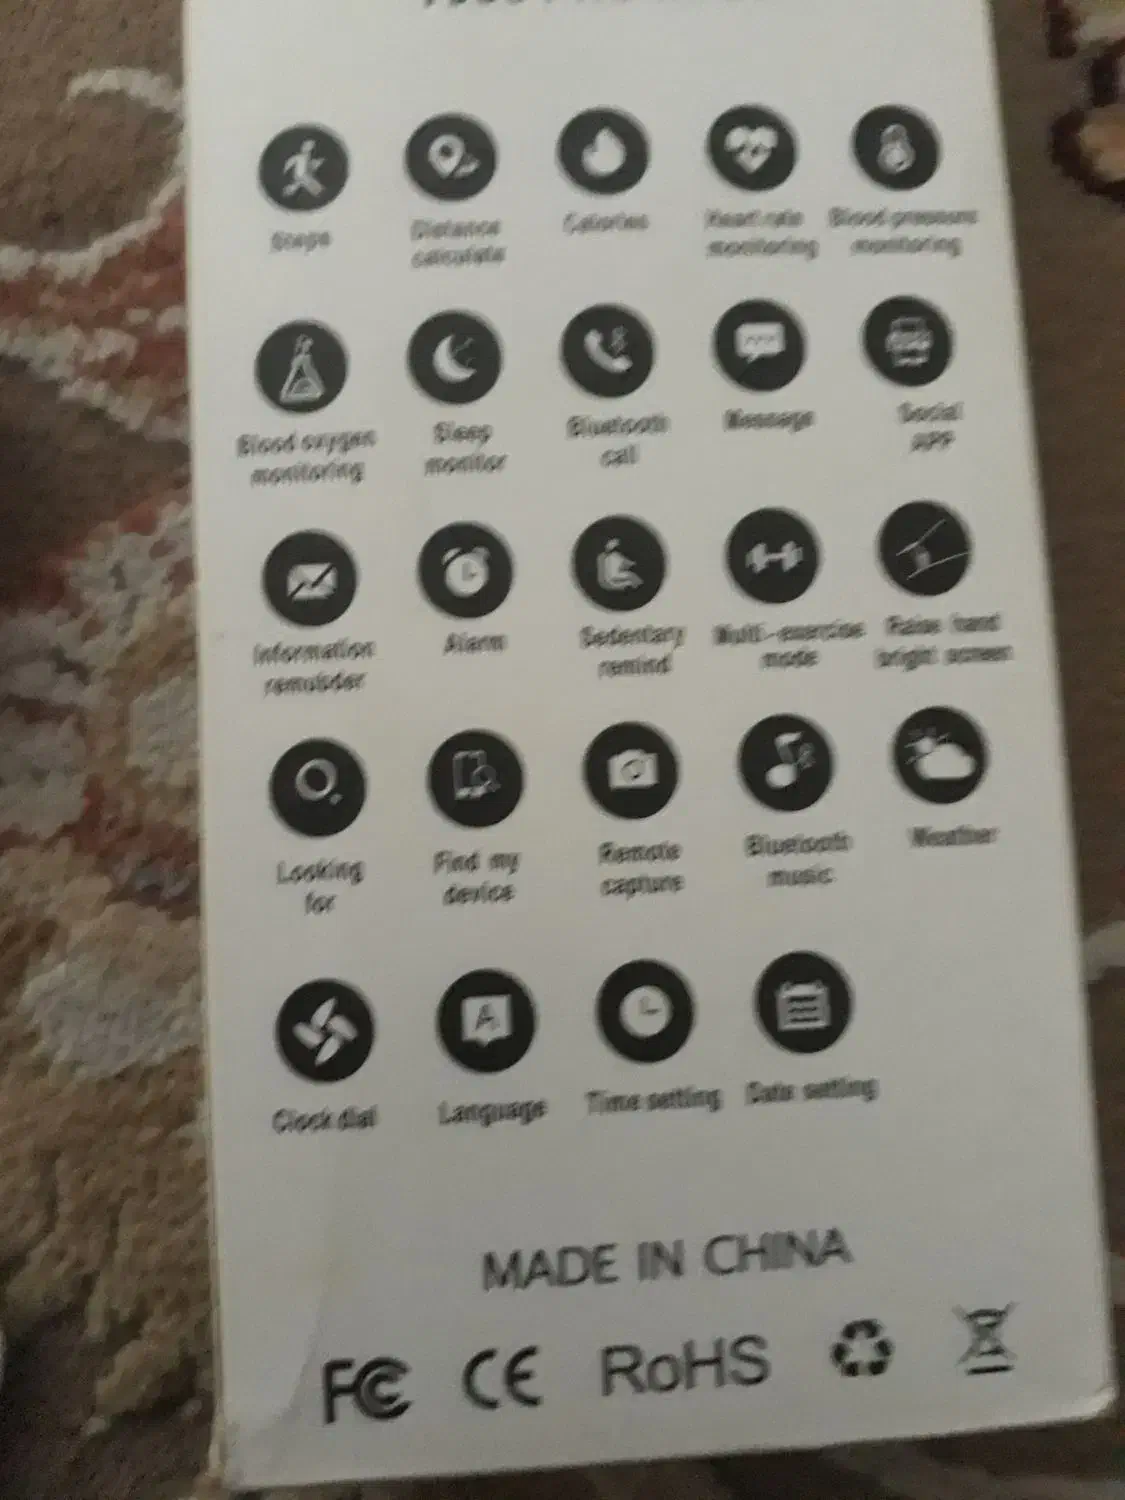 Steps
Distance
calculate
Calories
Heart rate
monitoring
Blood pressure
monitoring
Blood oxygen
monitoring
Sleep
monitor
Bluetooth
call
Message
Social
APP
Information
Alarm
Sedentary
remind
Multi-exercise
mode
Raise hand
bright screen
Looking
for
Find my
device
Remote
capture
Bluetooth
music
Weather
Clock dial
A
Language
Time setting
Date setting
MADE IN CHINA
FC CE RoHS